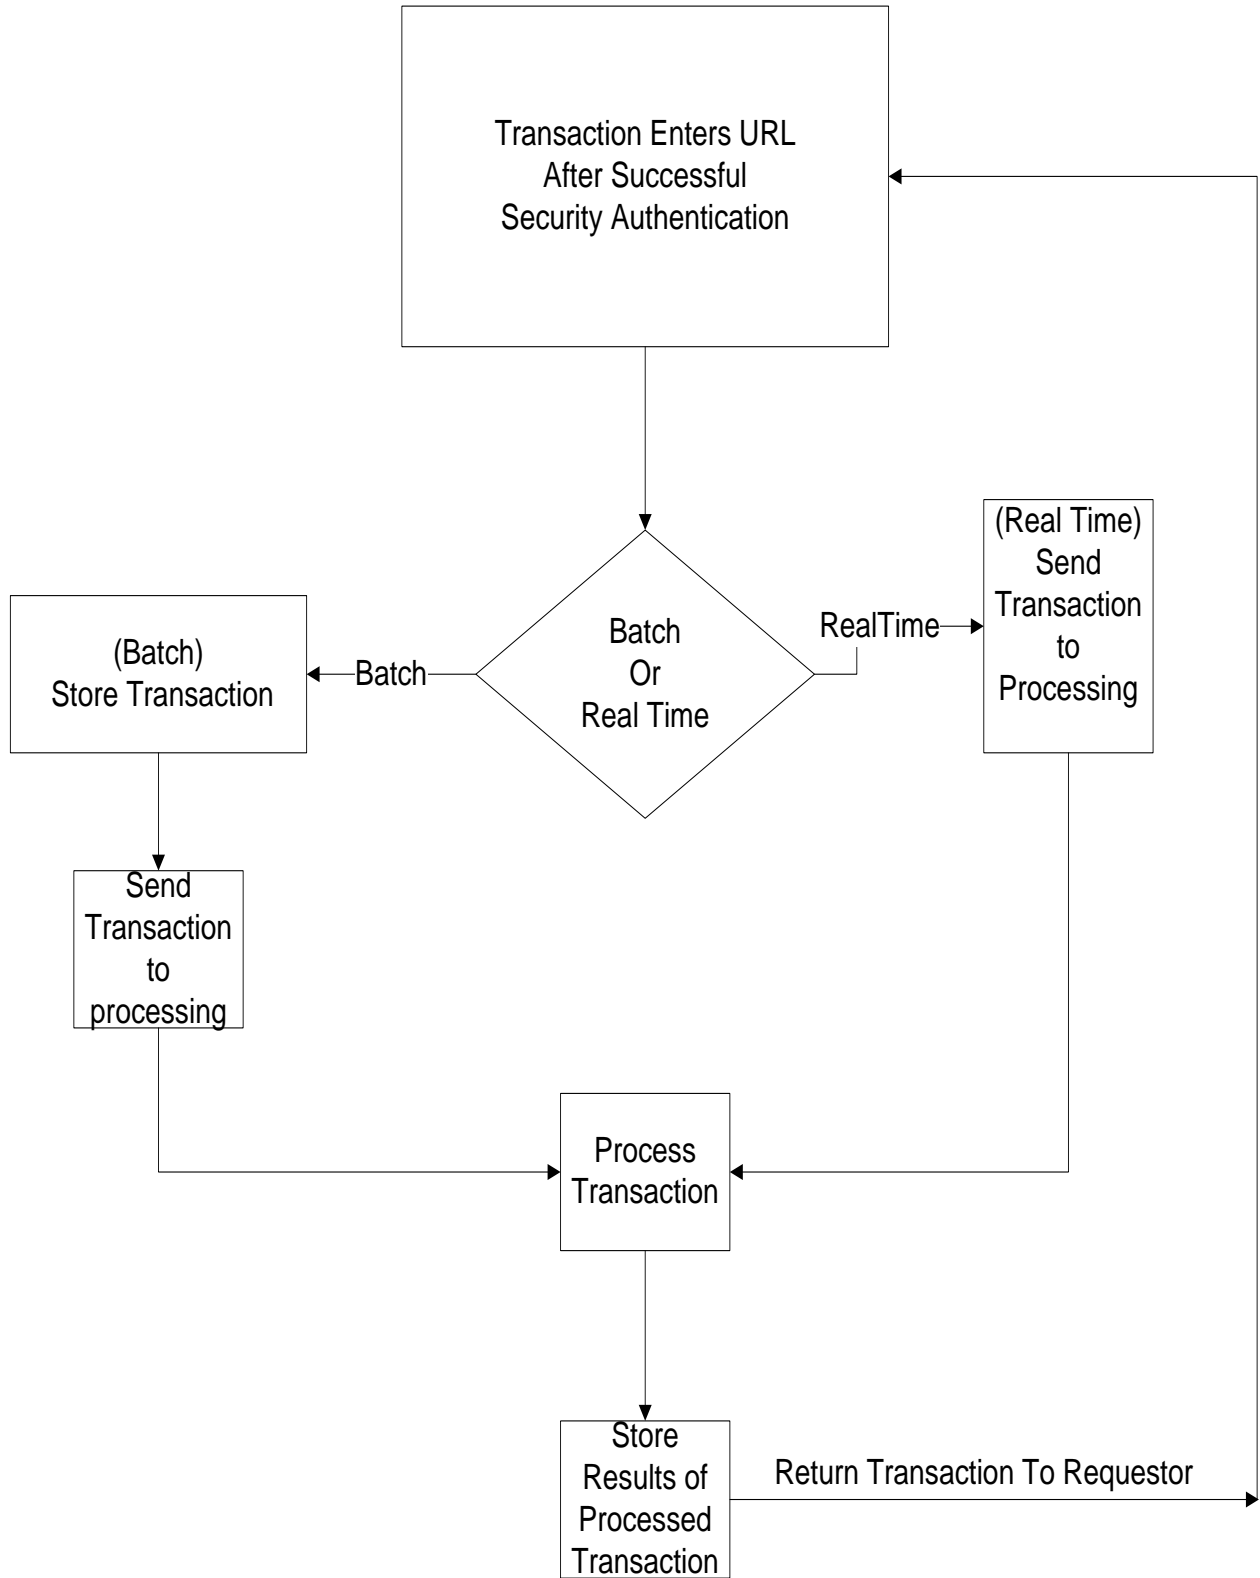 Transaction Enters URL
After Successful
Security Authentication
(Real Time)
Send
Transaction
to
Processing
RealTime
Batch
Or
Real Time
Batch
(Batch)
Store Transaction
Send
Transaction
to
processing
Process
Transaction
Store
Results of
Processed
Transaction
Return Transaction To Requestor